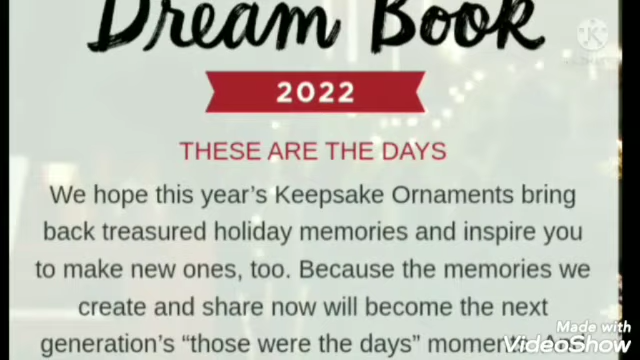 Dream Book
2022
THESE ARE THE DAYS
We hope this year’s Keepsake Ornaments bring
back treasured holiday memories and inspire you
to make new ones, too. Because the memories we
create and share now will become the next
generation’s “those were the days”
Made with
VideoShow